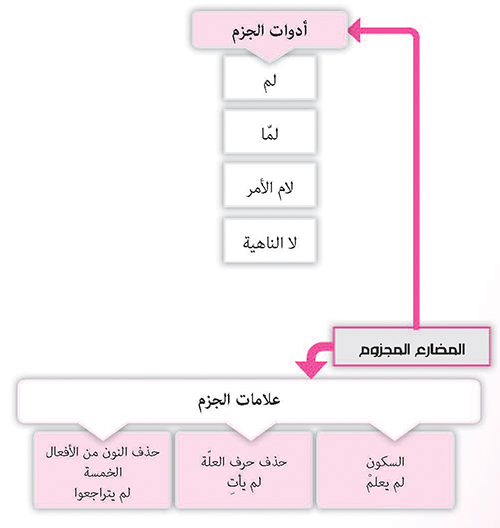 أدوات الجزم
لم
لمّا
لام الأمر
لا الناهية
المضارع المجزوم
علامات الجزم
السكون
لم يعلمْ
حذف حرف العلّة
لم يأتِ
حذف النون من الأفعال
الخمسة
لم يتراجعوا